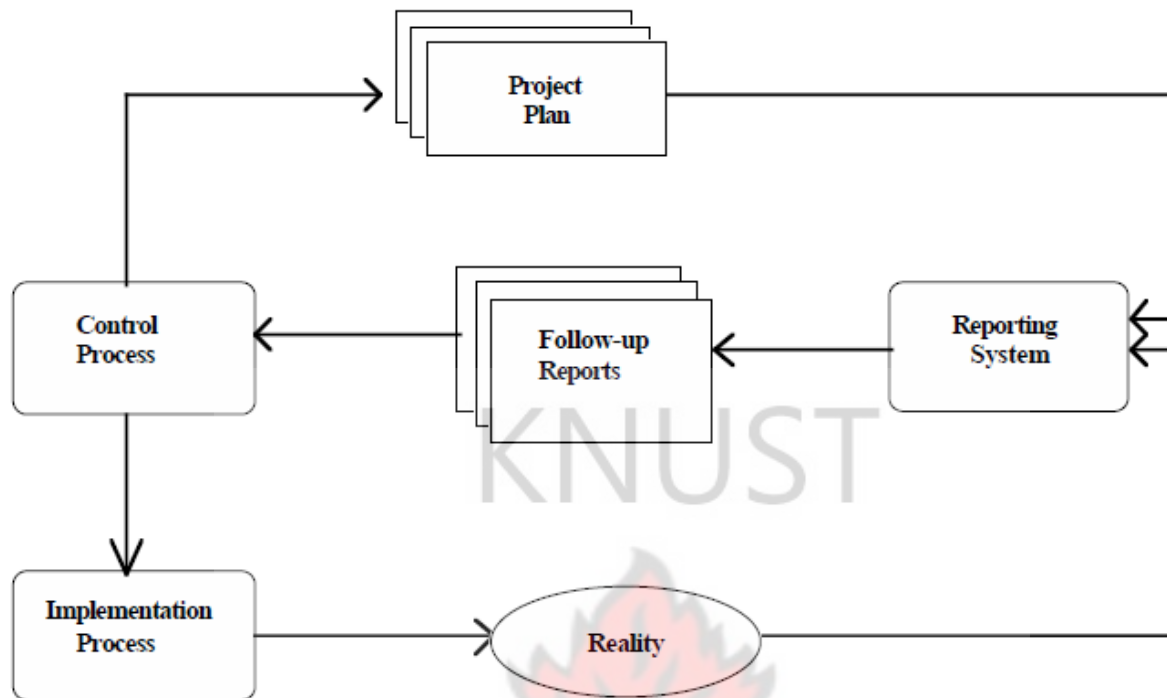 Project
Plan
Control
Process
Follow-up
Reports
Reporting
System
KNUST
Implementation
Process
Reality